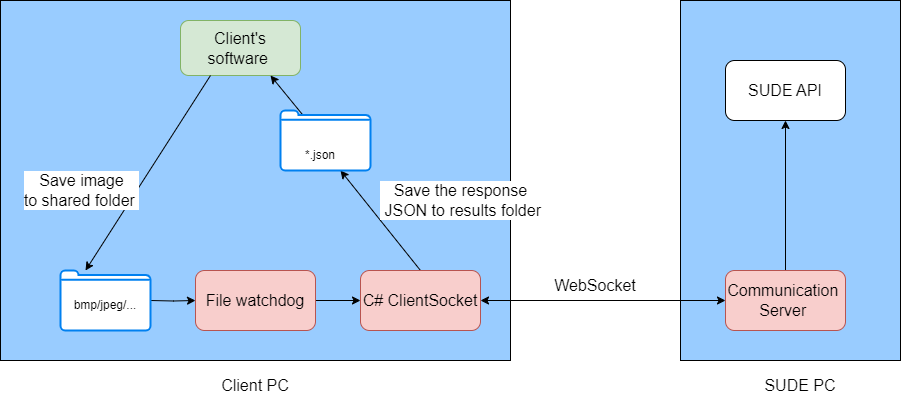 Client's
software
SUDE API
*.json
Save image
to shared folder
Save the response
JSON to results folder
bmp/jpeg/...
File watchdog
C# ClientSocket
WebSocket
Communication
Server
Client PC
SUDE PC